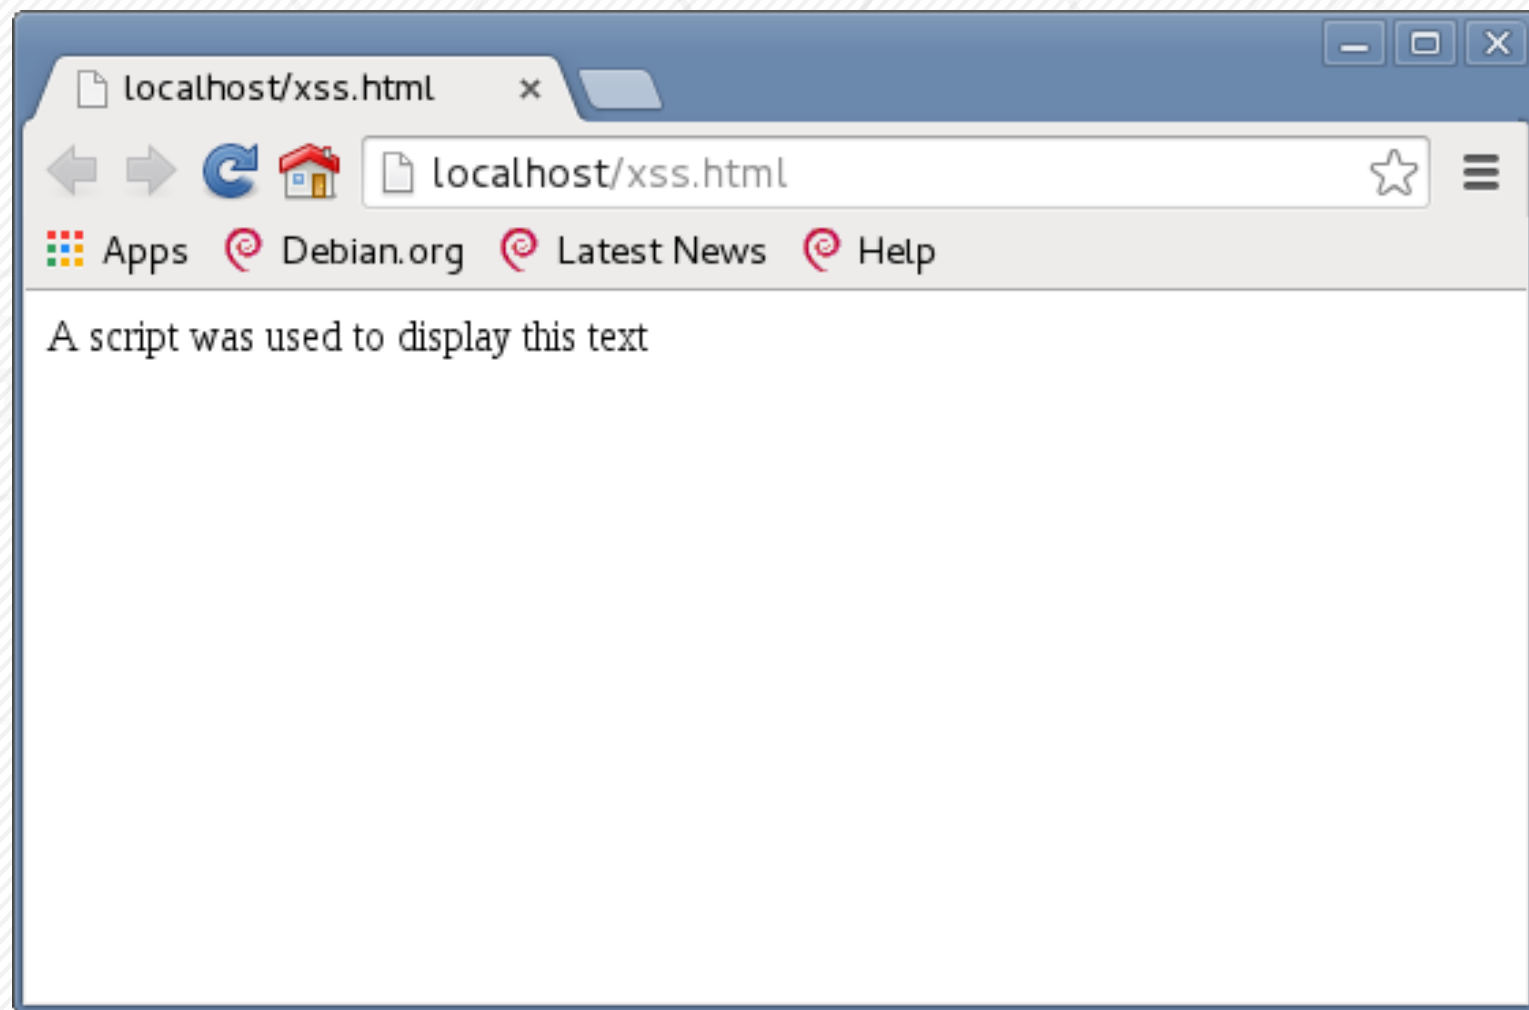 localhost/xss.html
localhost/xss.html
Apps Debian.org Latest News Help
A script was used to display this text